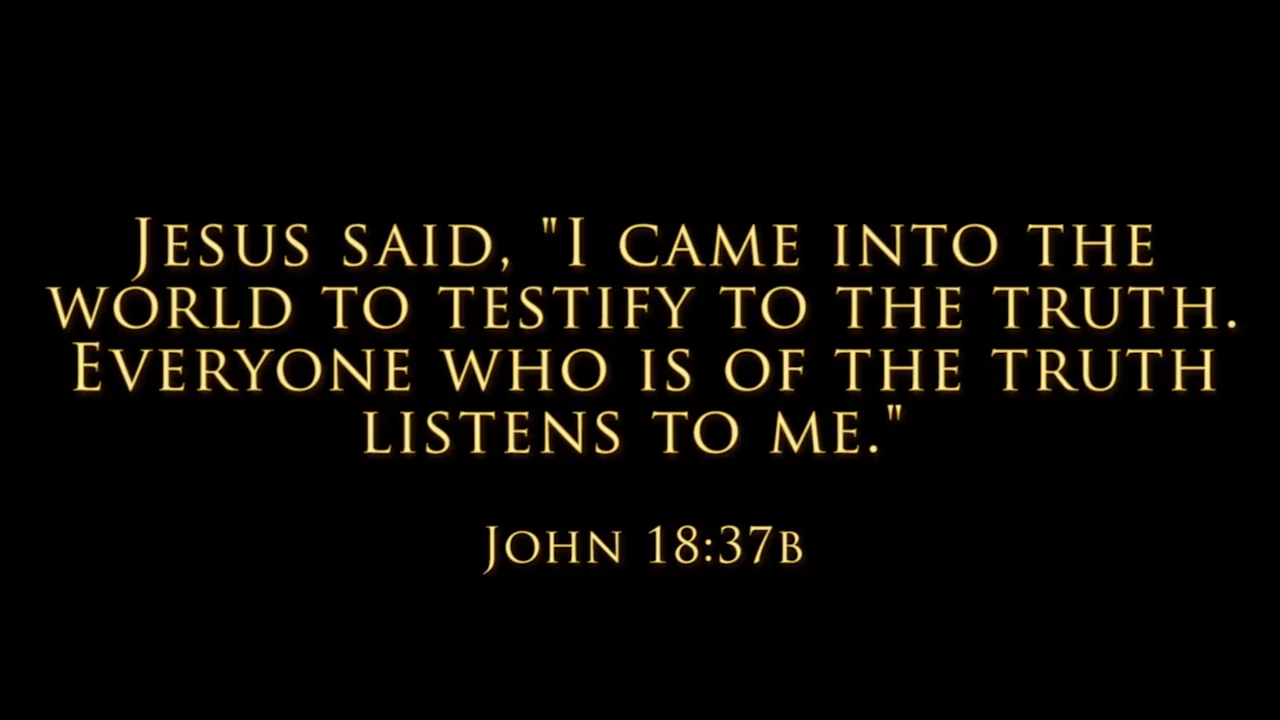 Jesus said, "I came into the
world to testify to the truth.
Everyone who is of the truth
listens to me."
John 18:37b